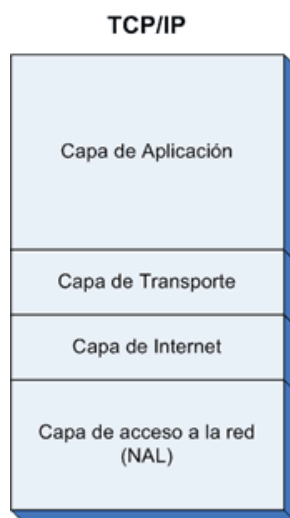 TCP/IP
Capa de Aplicación
Capa de Transporte
Capa de Internet
Capa de acceso a la red
(NAL)